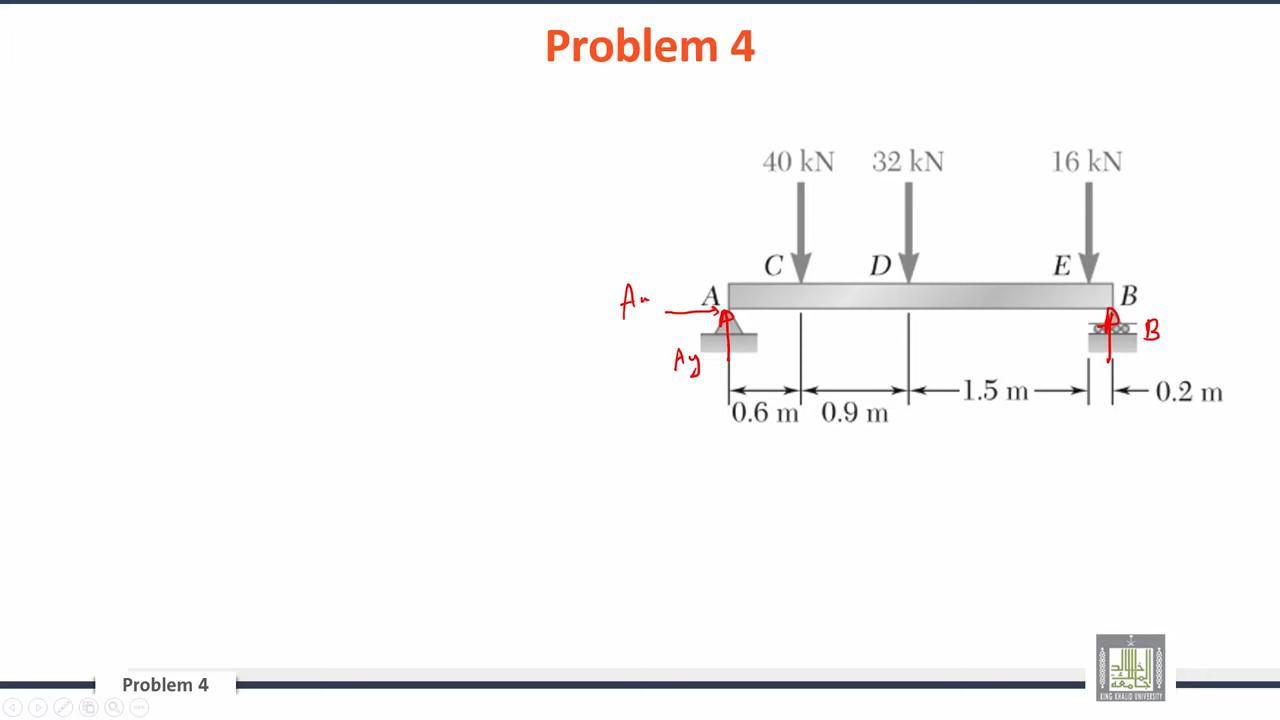 Problem 4
40 kN 32 kN 16 kN
C D E
A B
Ax
Ay
B
0.6 m 0.9 m 1.5 m 0.2 m
Problem 4
KING KHALID UNIVERSITY